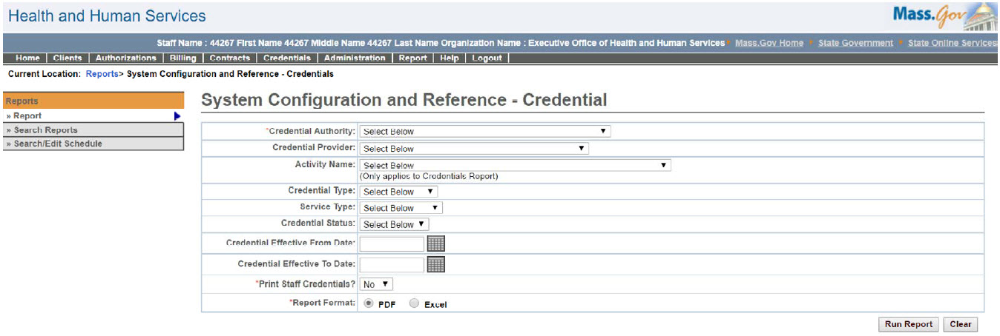 Health and Human Services
Mass.Gov
Staff Name : 44267 First Name 44267 Middle Name 44267 Last Name Organization Name : Executive Office of Health and Human Services Mass.Gov Home State Government State Online Services
Home | Clients | Authorizations | Billing | Contracts | Credentials | Administration | Report | Help | Logout |
Current Location: Reports> System Configuration and Reference - Credentials
Reports
» Report
» Search Reports
» Search/Edit Schedule
System Configuration and Reference - Credential
*Credential Authority: Select Below
Credential Provider: Select Below
Activity Name: Select Below
(Only applies to Credentials Report)
Credential Type: Select Below
Service Type: Select Below
Credential Status: Select Below
Credential Effective From Date:
Credential Effective To Date:
*Print Staff Credentials? No
*Report Format: PDF Excel
Run Report Clear